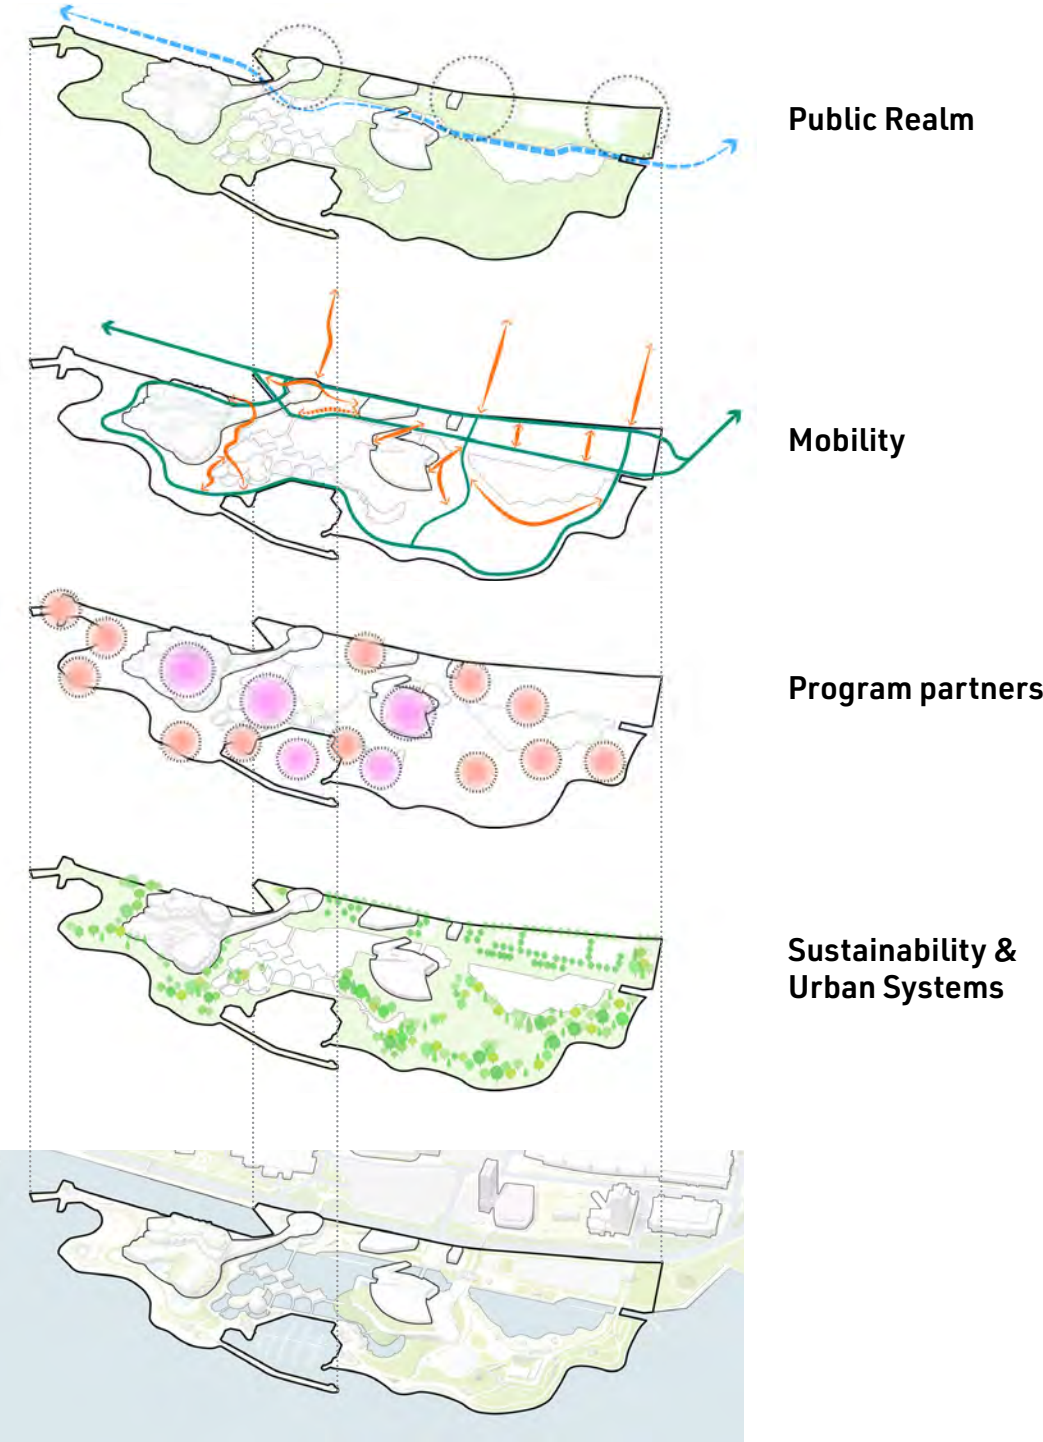 Public Realm
Mobility
Program partners
Sustainability &
Urban Systems